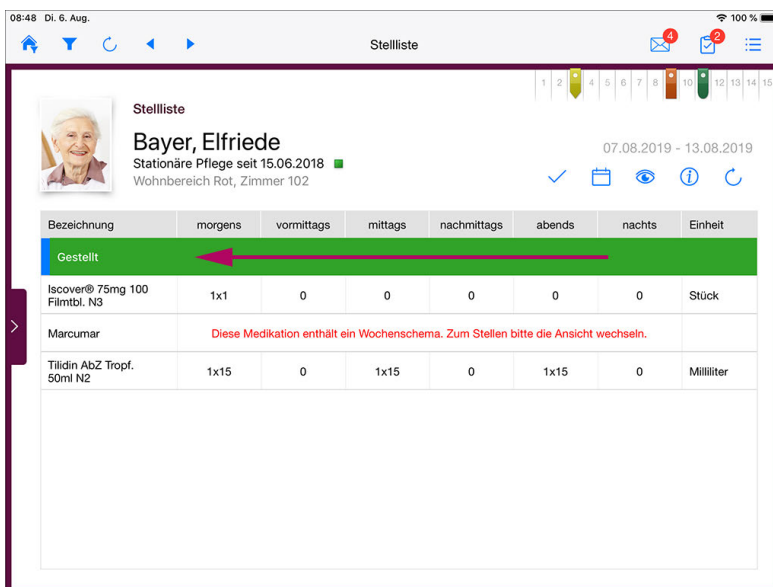 08:48 Di. 6. Aug. 100 %
Stellliste 4 2
1 2 4 5 6 7 8 10 12 13 14 15
Stellliste
Bayer, Elfriede
Stationäre Pflege seit 15.06.2018
Wohnbereich Rot, Zimmer 102
07.08.2019 - 13.08.2019
Bezeichnung morgens vormittags mittags nachmittags abends nachts Einheit
Gestellt
Iscover® 75mg 100
Filmtbl. N3 1x1 0 0 0 0 0 Stück
Marcumar Diese Medikation enthält ein Wochenschema. Zum Stellen bitte die Ansicht wechseln.
Tilidin AbZ Tropf.
50ml N2 1x15 0 1x15 0 1x15 0 Milliliter